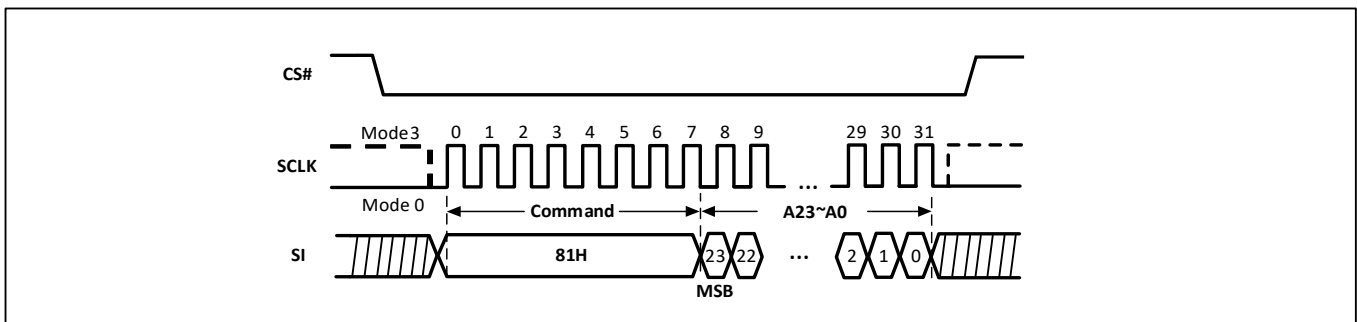 CS#
Mode3 0 1 2 3 4 5 6 7 8 9 29 30 31
SCLK
...
Mode 0 Command A23~A0
SI 81H 23 22 ... 2 1 0
MSB